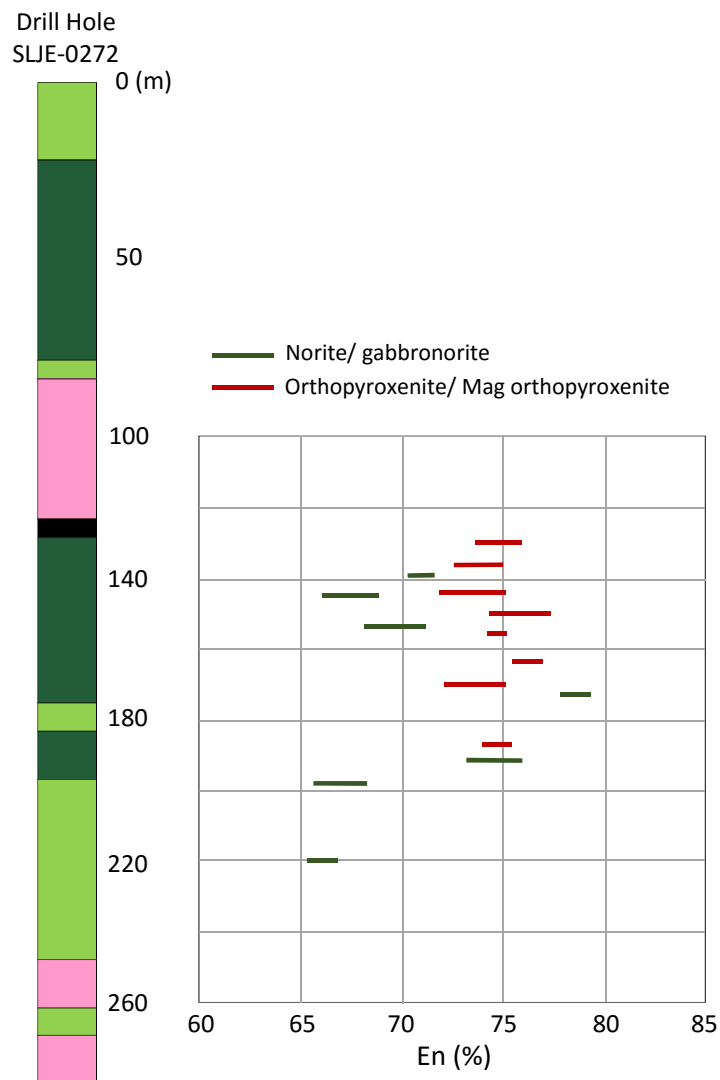 Drill Hole
SLJE-0272
0 (m)
50
Norite/ gabbronorite
Orthopyroxenite/ Mag orthopyroxenite
100
140
180
220
260
60 65 70 75 80 85
En (%)